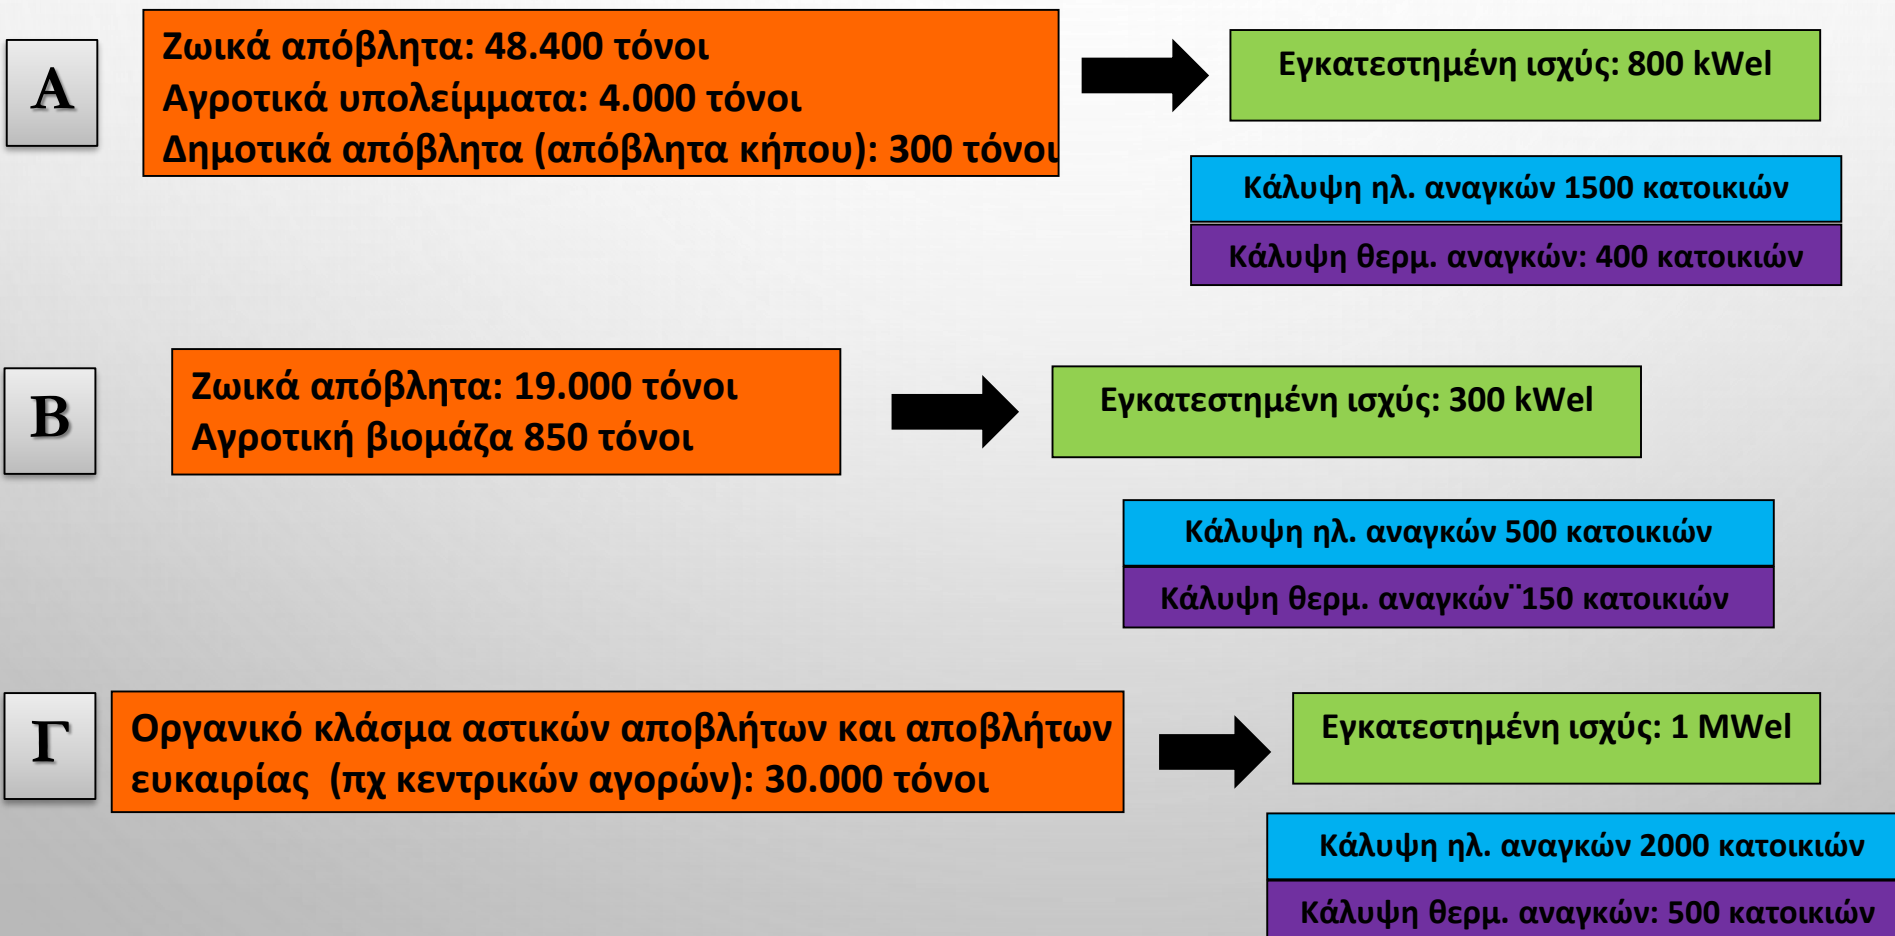 Α
Ζωικά απόβλητα: 48.400 τόνοι
Αγροτικά υπολείμματα: 4.000 τόνοι
Δημοτικά απόβλητα (απόβλητα κήπου): 300 τόνοι
Εγκατεστημένη ισχύς: 800 kWel
Κάλυψη ηλ. αναγκών 1500 κατοικιών
Κάλυψη θερμ. αναγκών: 400 κατοικιών
Β
Ζωικά απόβλητα: 19.000 τόνοι
Αγροτική βιομάζα 850 τόνοι
Εγκατεστημένη ισχύς: 300 kWel
Κάλυψη ηλ. αναγκών 500 κατοικιών
Κάλυψη θερμ. αναγκών¨150 κατοικιών
Γ
Οργανικό κλάσμα αστικών αποβλήτων και αποβλήτων
ευκαιρίας (πχ κεντρικών αγορών): 30.000 τόνοι
Εγκατεστημένη ισχύς: 1 MWel
Κάλυψη ηλ. αναγκών 2000 κατοικιών
Κάλυψη θερμ. αναγκών: 500 κατοικιών